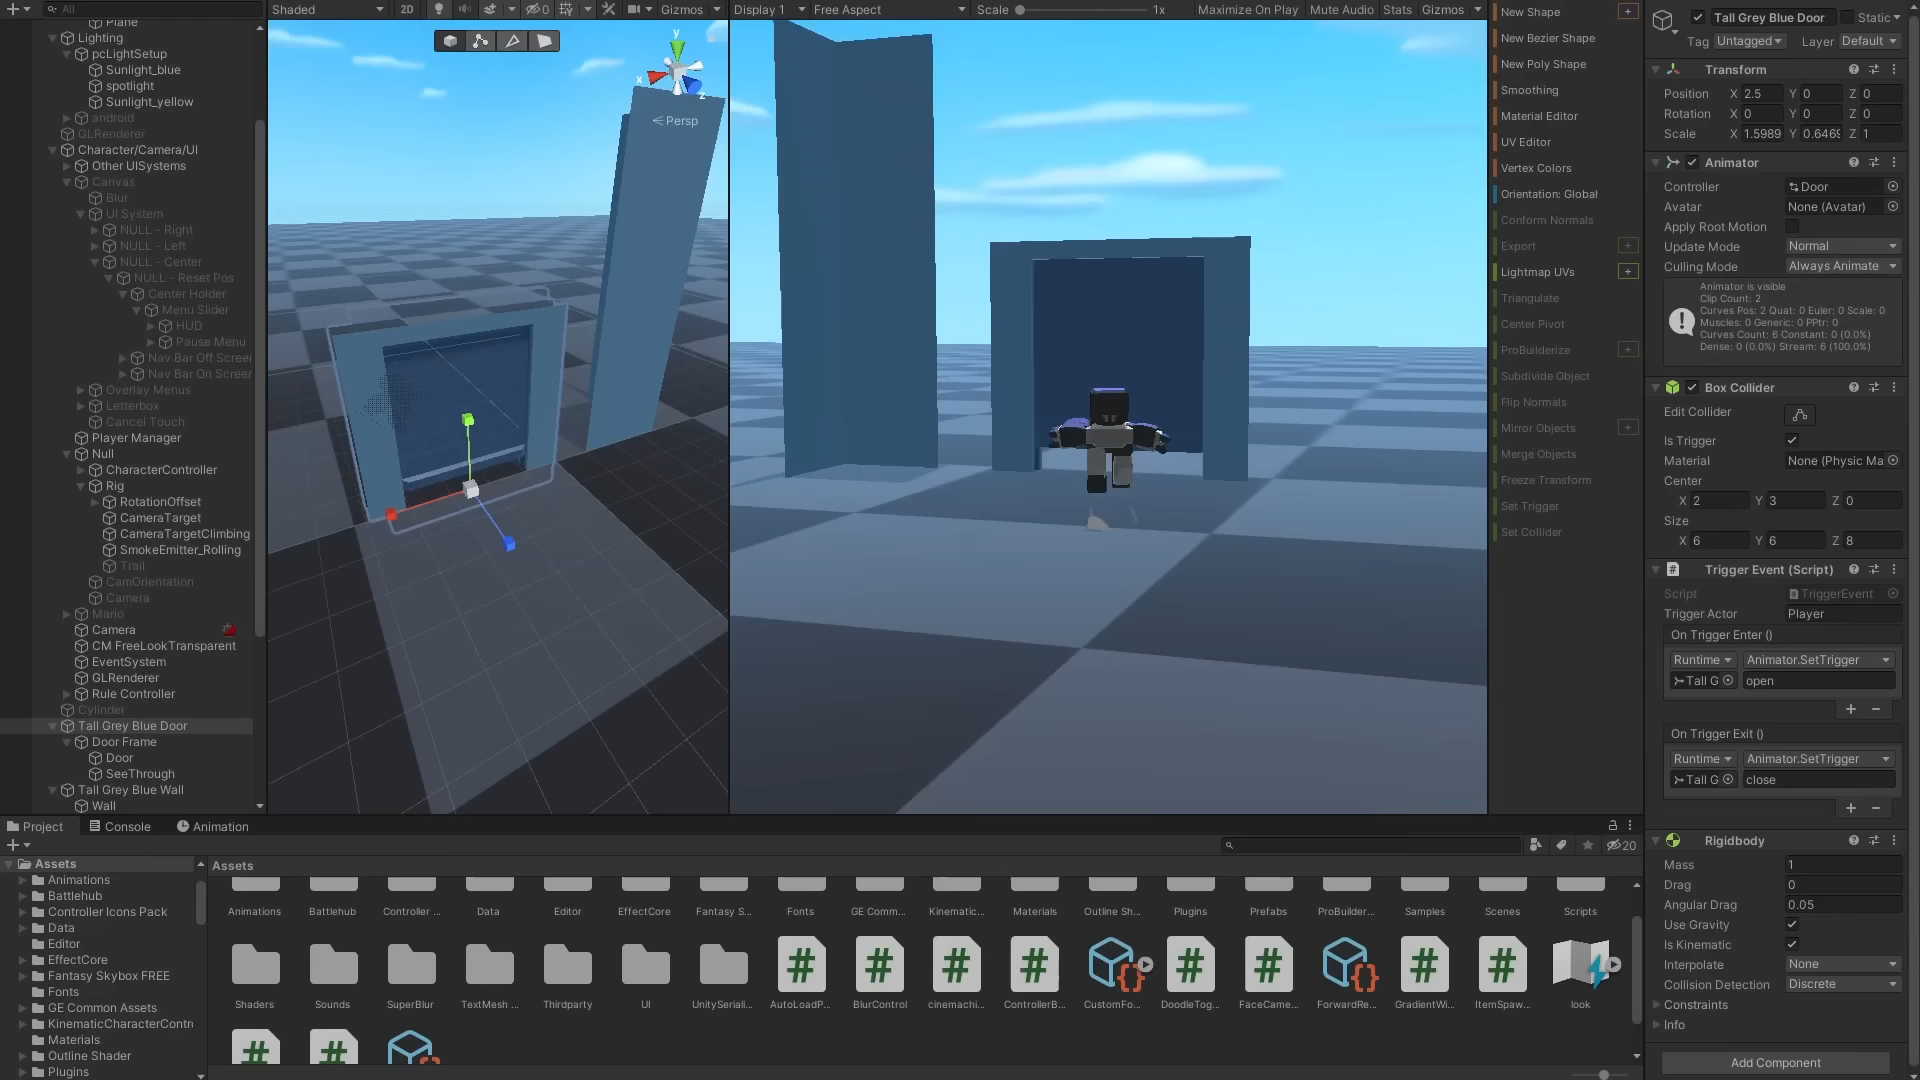 All
Plane
Lighting
pcLightSetup
Sunlight_blue
spotlight
Sunlight_yellow
android
GLRenderer
Character/Camera/UI
Other UISystems
Canvas
Blur
UI System
NULL - Right
NULL - Left
NULL - Center
NULL - Reset Pos
Center Holder
Menu Slider
HUD
Pause Menu
Nav Bar Off Screer
Nav Bar On Screer
Overlay Menus
Letterbox
Cancel Touch
Player Manager
Null
CharacterController
Rig
RotationOffset
CameraTarget
CameraTargetClimbing
SmokeEmitter_Rolling
Trail
CamOrientation
Camera
Mario
Camera
CM FreeLookTransparent
EventSystem
GLRenderer
Rule Controller
Cylinder
Tall Grey Blue Door
Door Frame
Door
SeeThrough
Tall Grey Blue Wall
Wall
Shaded 2D 0 Gizmos
y
x
z
Persp
Display 1 Free Aspect Scale 1x Maximize On Play Mute Audio Stats Gizmos
New Shape +
New Bezier Shape
New Poly Shape
Smoothing
Material Editor
UV Editor
Vertex Colors
Orientation: Global
Conform Normals
Export +
Lightmap UVs +
Triangulate
Center Pivot
ProBuilderize +
Subdivide Object
Flip Normals
Mirror Objects +
Merge Objects
Freeze Transform
Set Trigger
Set Collider
Tall Grey Blue Door Static
Tag Untagged Layer Default
Transform
Position X 2.5 Y 0 Z 0
Rotation X 0 Y 0 Z 0
Scale X 1.5989 Y 0.6469 Z 1
Animator
Controller Door
Avatar None (Avatar)
Apply Root Motion
Update Mode Normal
Culling Mode Always Animate
Animator is visible
Clip Count: 2
Curves Pos: 2 Quat: 0 Euler: 0 Scale: 0
Muscles: 0 Generic: 0 PPtr: 0
Curves Count: 6 Constant: 0 (0.0%)
Dense: 0 (0.0%) Stream: 6 (100.0%)
Box Collider
Edit Collider
Is Trigger
Material None (Physic Ma
Center
X 2 Y 3 Z 0
Size
X 6 Y 6 Z 8
Trigger Event (Script)
Script TriggerEvent
Trigger Actor Player
On Trigger Enter ()
Runtime Animator.SetTrigger
Tall G open
+ −
On Trigger Exit ()
Runtime Animator.SetTrigger
Tall G close
+ −
Rigidbody
Mass 1
Drag 0
Angular Drag 0.05
Use Gravity
Is Kinematic
Interpolate None
Collision Detection Discrete
Constraints
Info
Add Component
Project Console Animation
20
Assets
Animations
Battlehub
Controller Icons Pack
Data
Editor
EffectCore
Fantasy Skybox FREE
Fonts
GE Common Assets
KinematicCharacterContr
Materials
Outline Shader
Plugins
Assets
Animations Battlehub Controller ... Data Editor EffectCore Fantasy S... Fonts GE Comm... Kinematic... Materials Outline Sh... Plugins Prefabs ProBuilder... Samples Scenes Scripts
Shaders Sounds SuperBlur TextMesh ... Thirdparty UI UnitySeriali... AutoLoadP... BlurControl cinemachi... ControllerB... CustomFo... DoodleTog... FaceCame... ForwardRe... GradientWi... ItemSpaw... look